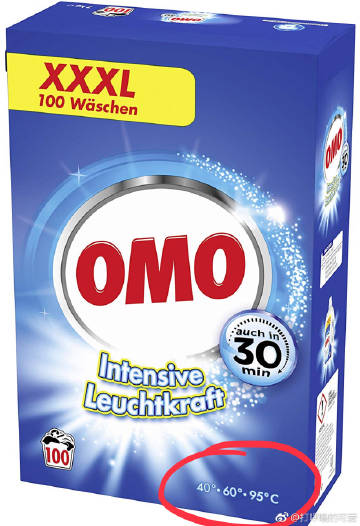 XXXL
100 Wäschen
OMO
auch in
30
min
Intensive
Leuchtkraft
100
40°·60°·95°C